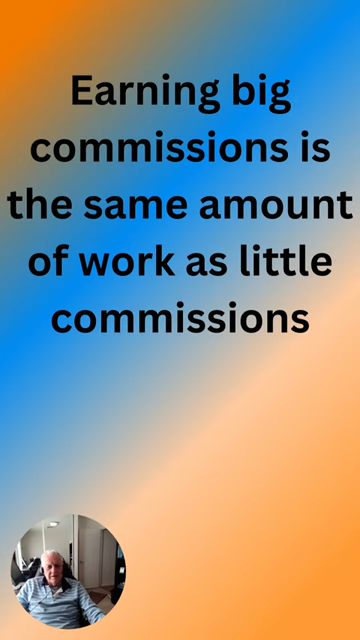 Earning big
commissions is
the same amount
of work as little
commissions